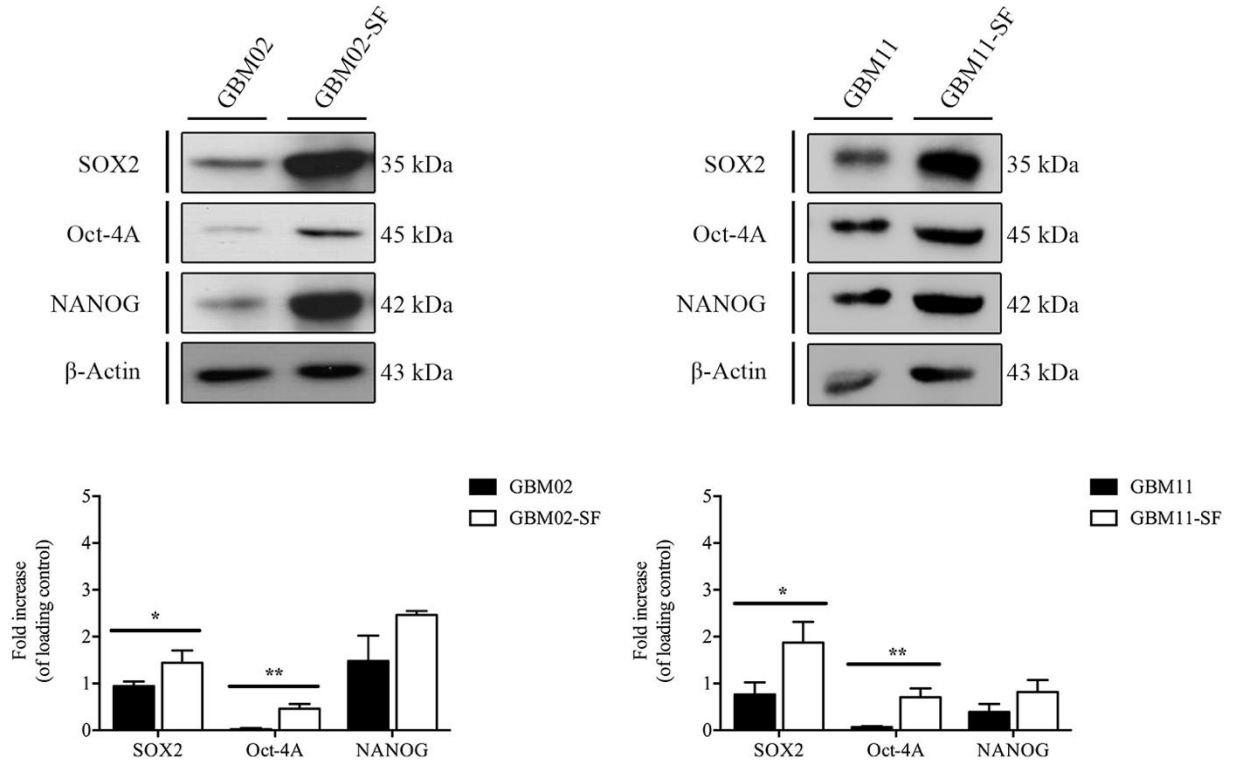 GBM02
GBM02-SF
SOX2
35 kDa
Oct-4A
45 kDa
NANOG
42 kDa
β-Actin
43 kDa
GBM11
GBM11-SF
SOX2
35 kDa
Oct-4A
45 kDa
NANOG
42 kDa
β-Actin
43 kDa
GBM02
GBM02-SF
Fold increase
(of loading control)
5
4
3
2
1
0
*
**
SOX2
Oct-4A
NANOG
GBM11
GBM11-SF
Fold increase
(of loading control)
5
4
3
2
1
0
*
**
SOX2
Oct-4A
NANOG